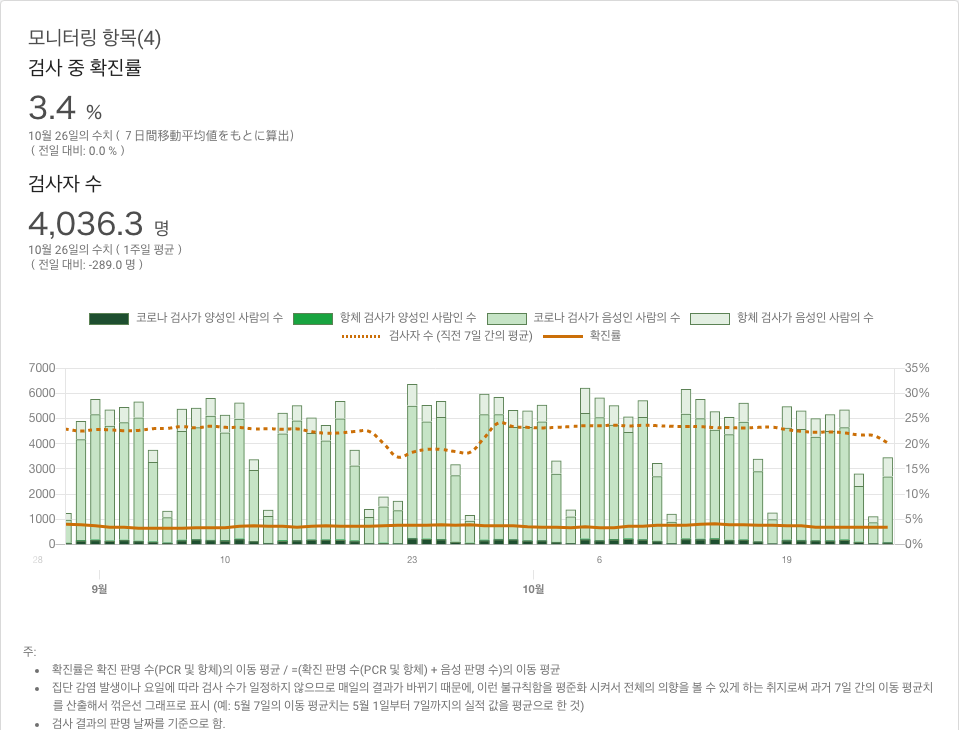 모니터링 항목(4)
검사 중 확진률
3.4 %
10월 26일의 수치 ( ７日間移動平均値をもとに算出)
( 전일 대비: 0.0 % )
검사자 수
4,036.3 명
10월 26일의 수치 ( 1주일 평균 )
( 전일 대비: -289.0 명 )
코로나 검사가 양성인 사람의 수 항체 검사가 양성인 사람인 수 코로나 검사가 음성인 사람의 수 항체 검사가 음성인 사람의 수
검사자 수 (직전 7일 간의 평균) 확진률
7000 35%
6000 30%
5000 25%
4000 20%
3000 15%
2000 10%
1000 5%
0 0%
28 10 23 6 19
9월 10월
주:
확진률은 확진 판명 수(PCR 및 항체)의 이동 평균 / =(확진 판명 수(PCR 및 항체) + 음성 판명 수)의 이동 평균
집단 감염 발생이나 요일에 따라 검사 수가 일정하지 않으므로 매일의 결과가 바뀌기 때문에, 이런 불규칙함을 평준화 시켜서 전체의 의향을 볼 수 있게 하는 취지로써 과거 7일 간의 이동 평균치
를 산출해서 꺾은선 그래프로 표시 (예: 5월 7일의 이동 평균치는 5월 1일부터 7일까지의 실적 값을 평균으로 한 것)
검사 결과의 판명 날짜를 기준으로 함.